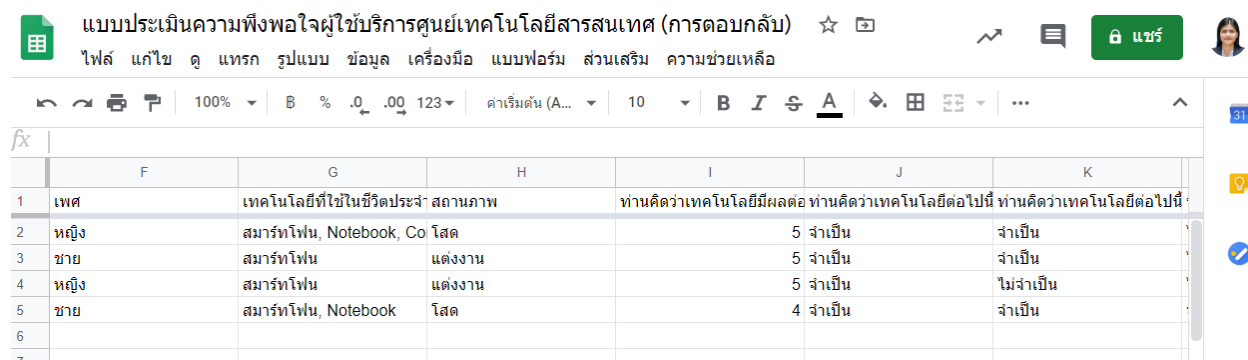 แบบประเมินความพึงพอใจผู้ใช้บริการศูนย์เทคโนโลยีสารสนเทศ (การตอบกลับ)
แชร์
ไฟล์ แก้ไข ดู แทรก รูปแบบ ข้อมูล เครื่องมือ แบบฟอร์ม ส่วนเสริม ความช่วยเหลือ
100% B % .0 .00 123 ค่าเริ่มต้น (A... 10 B I S A ...
31
fx
F G H I J K
1 เพศ เทคโนโลยีที่ใช้ในชีวิตประจำ สถานภาพ ท่านคิดว่าเทคโนโลยีมีผลต่อ ท่านคิดว่าเทคโนโลยีต่อไปนี้ ท่านคิดว่าเทคโนโลยีต่อไปนี้
2 หญิง สมาร์ทโฟน, Notebook, Co โสด 5 จำเป็น จำเป็น
3 ชาย สมาร์ทโฟน แต่งงาน 5 จำเป็น จำเป็น
4 หญิง สมาร์ทโฟน แต่งงาน 5 จำเป็น ไม่จำเป็น
5 ชาย สมาร์ทโฟน, Notebook โสด 4 จำเป็น จำเป็น
6